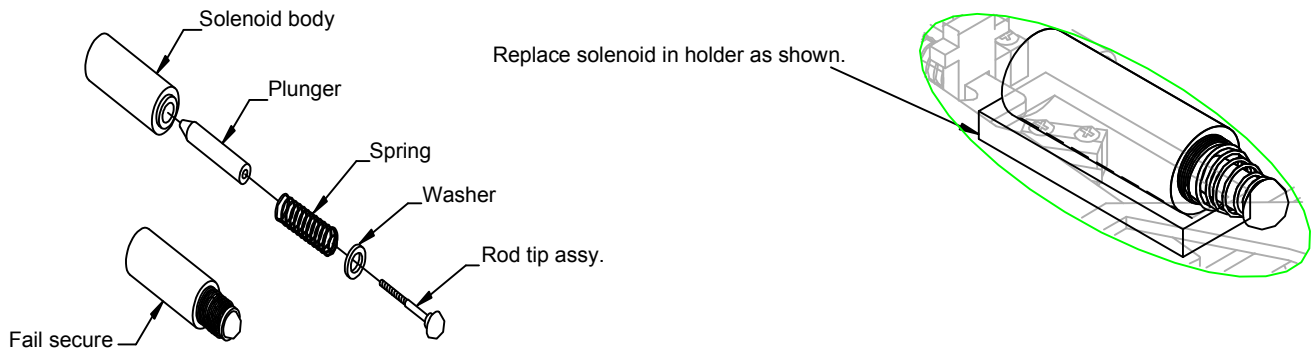 Solenoid body
Plunger
Spring
Washer
Rod tip assy.
Fail secure
Replace solenoid in holder as shown.